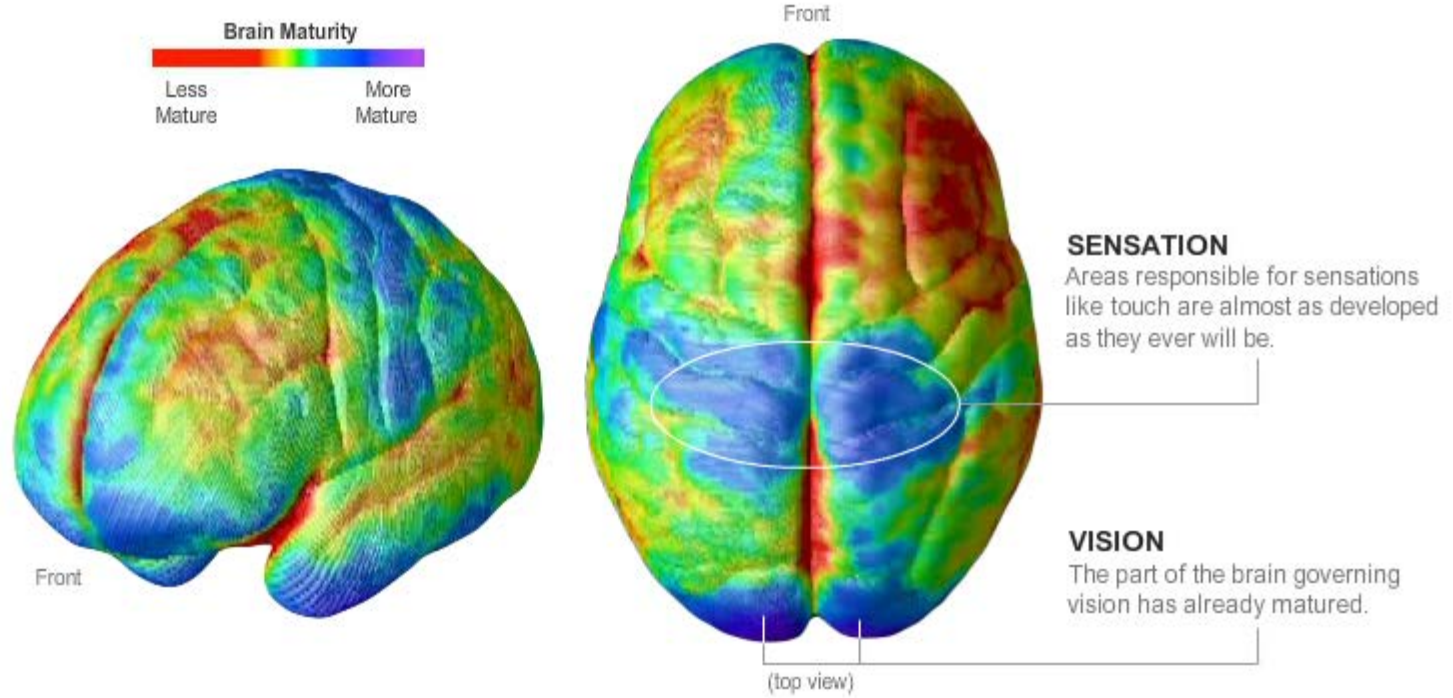 Brain Maturity
Less
Mature
More
Mature
Front
Front
SENSATION
Areas responsible for sensations
like touch are almost as developed
as they ever will be.
VISION
The part of the brain governing
vision has already matured.
(top view)